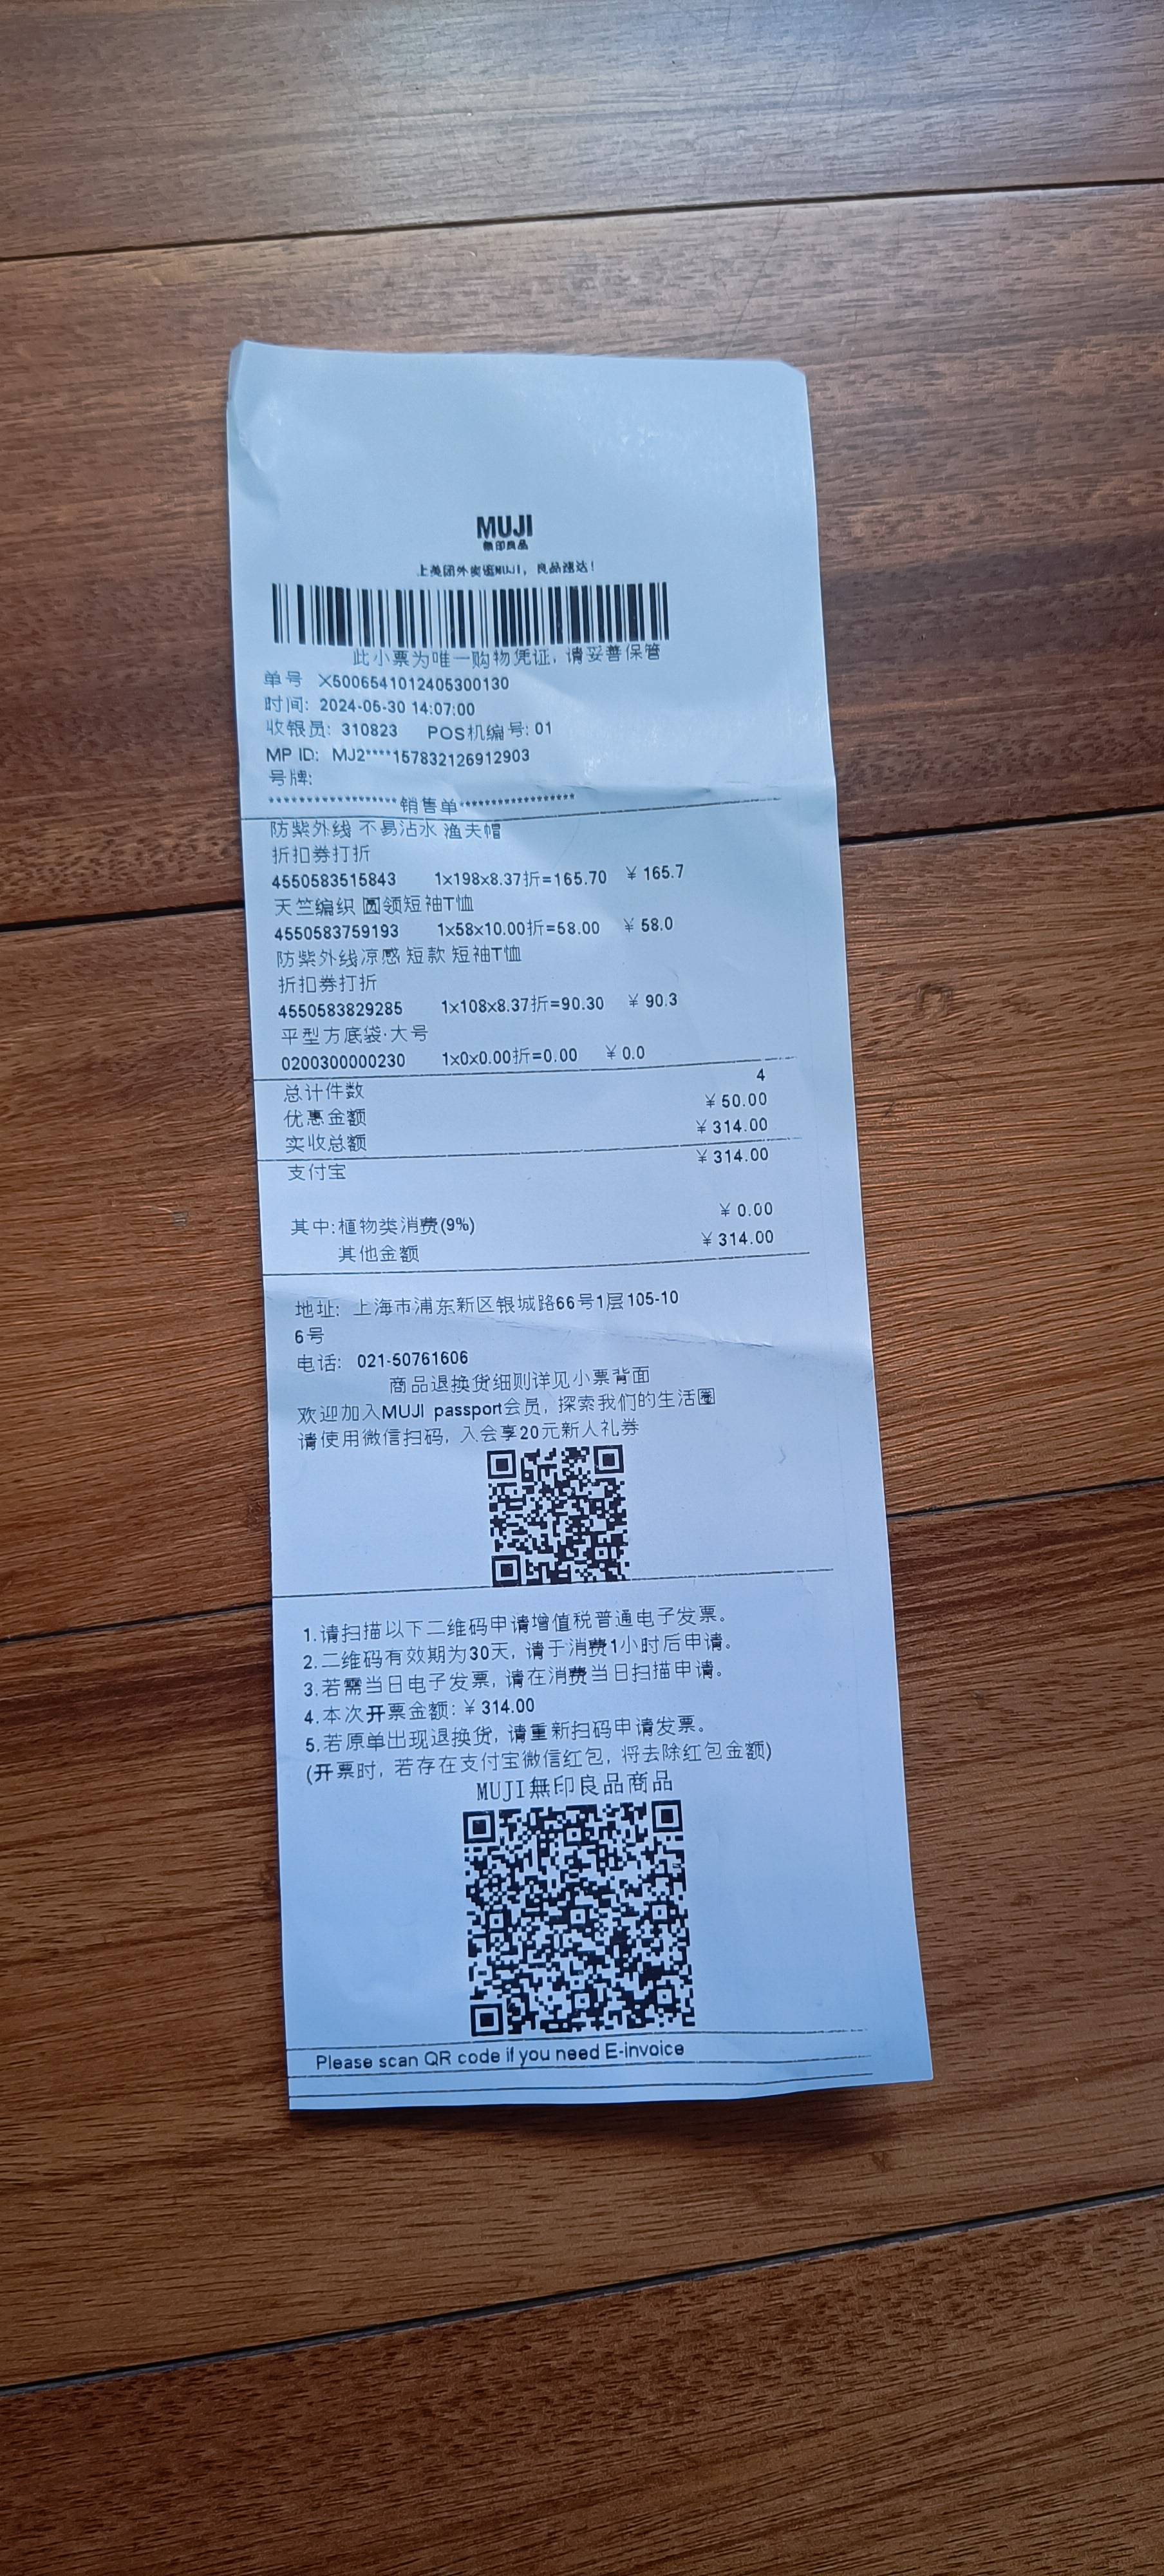 MUJI
無印良品
上美团外卖逛MUJI，良品速达！
此小票为唯一购物凭证, 请妥善保管
单号 X5006541012405300130
时间: 2024-05-30 14:07:00
收银员: 310823 POS机编号: 01
MP ID: MJ2****157832126912903
号牌:
*****************销售单*****************
防紫外线 不易沾水 渔夫帽
折扣券打折
4550583515843 1x198x8.37折=165.70 ￥165.7
天竺编织 圆领短袖T恤
4550583759193 1x58x10.00折=58.00 ￥58.0
防紫外线凉感 短款 短袖T恤
折扣券打折
4550583829285 1x108x8.37折=90.30 ￥90.3
平型方底袋·大号
0200300000230 1x0x0.00折=0.00 ￥0.0
总计件数 4
优惠金额 ￥50.00
实收总额 ￥314.00
支付宝 ￥314.00
其中:植物类消费(9%) ￥0.00
其他金额 ￥314.00
地址: 上海市浦东新区银城路66号1层105-10
6号
电话: 021-50761606
商品退换货细则详见小票背面
欢迎加入MUJI passport会员, 探索我们的生活圈
请使用微信扫码, 入会享20元新人礼券
1.请扫描以下二维码申请增值税普通电子发票。
2.二维码有效期为30天, 请于消费1小时后申请。
3.若需当日电子发票, 请在消费当日扫描申请。
4.本次开票金额: ￥314.00
5.若原单出现退换货, 请重新扫码申请发票。
(开票时, 若存在支付宝微信红包, 将去除红包金额)
MUJI無印良品商品
Please scan QR code if you need E-invoice